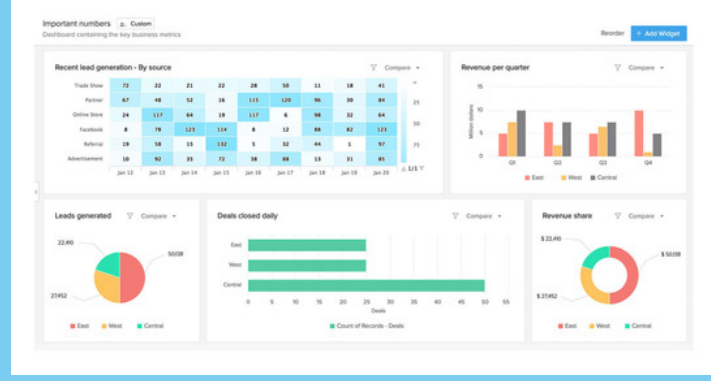 Important numbers Custom
Dashboard containing the key business metrics
Reorder + Add Widget
Recent lead generation - By source Compare
Trade Show 72 22 21 22 28 50 11 18 41
Partner 67 48 52 16 115 120 96 30 84
Online Store 24 117 64 19 117 6 98 32 64
Facebook 8 79 123 114 8 12 88 82 123
Referral 19 58 15 132 5 32 44 1 97
Advertisement 10 92 35 72 38 88 13 31 85
Jan 12 Jan 13 Jan 14 Jan 15 Jan 16 Jan 17 Jan 18 Jan 19 Jan 20
25
50
75
1/1
Revenue per quarter Compare
Million dollars
15
10
5
0
Q1 Q2 Q3 Q4
East West Central
Leads generated Compare
22,410
50,138
27,452
East West Central
Deals closed daily Compare
East
West
Central
0 5 10 15 20 25 30 35 40 45 50 55
Deals
Count of Records - Deals
Revenue share Compare
$ 22,410
$ 50,138
$ 27,452
East West Central